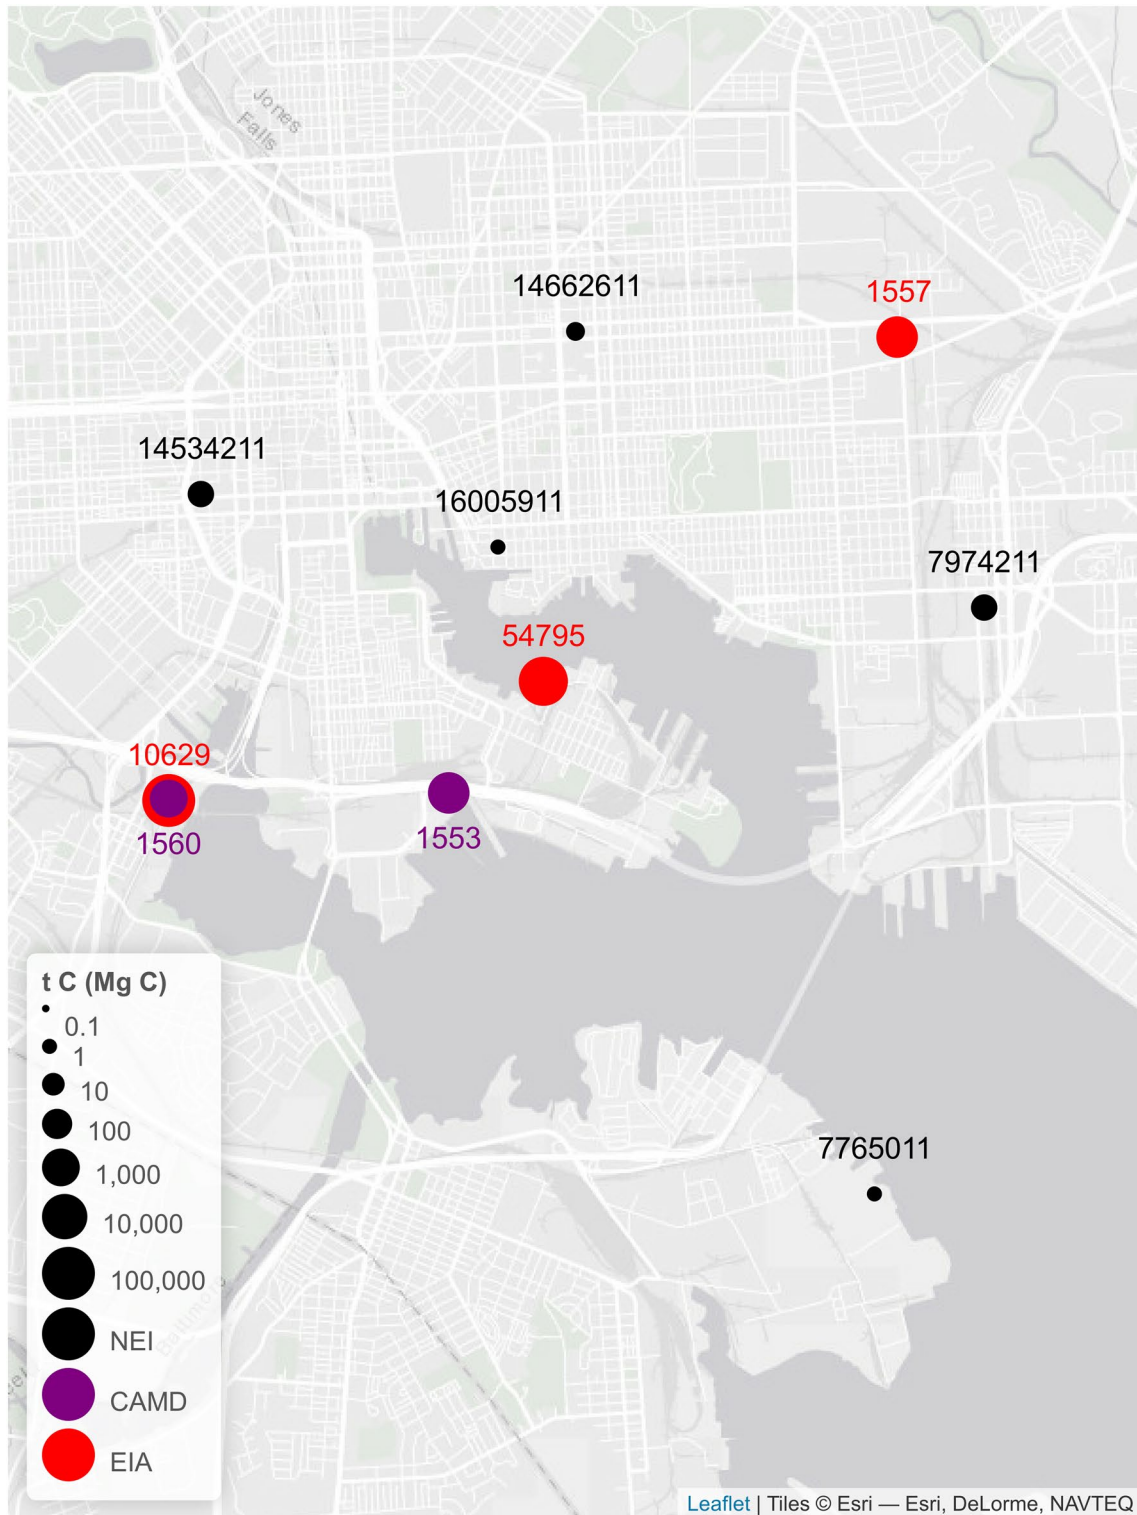 Jones
Falls
14662611
1557
14534211
16005911
7974211
54795
10629
1560
1553
7765011
t C (Mg C)
0.1
1
10
100
1,000
10,000
100,000
NEI
CAMD
EIA
Leaflet | Tiles © Esri — Esri, DeLorme, NAVTEQ